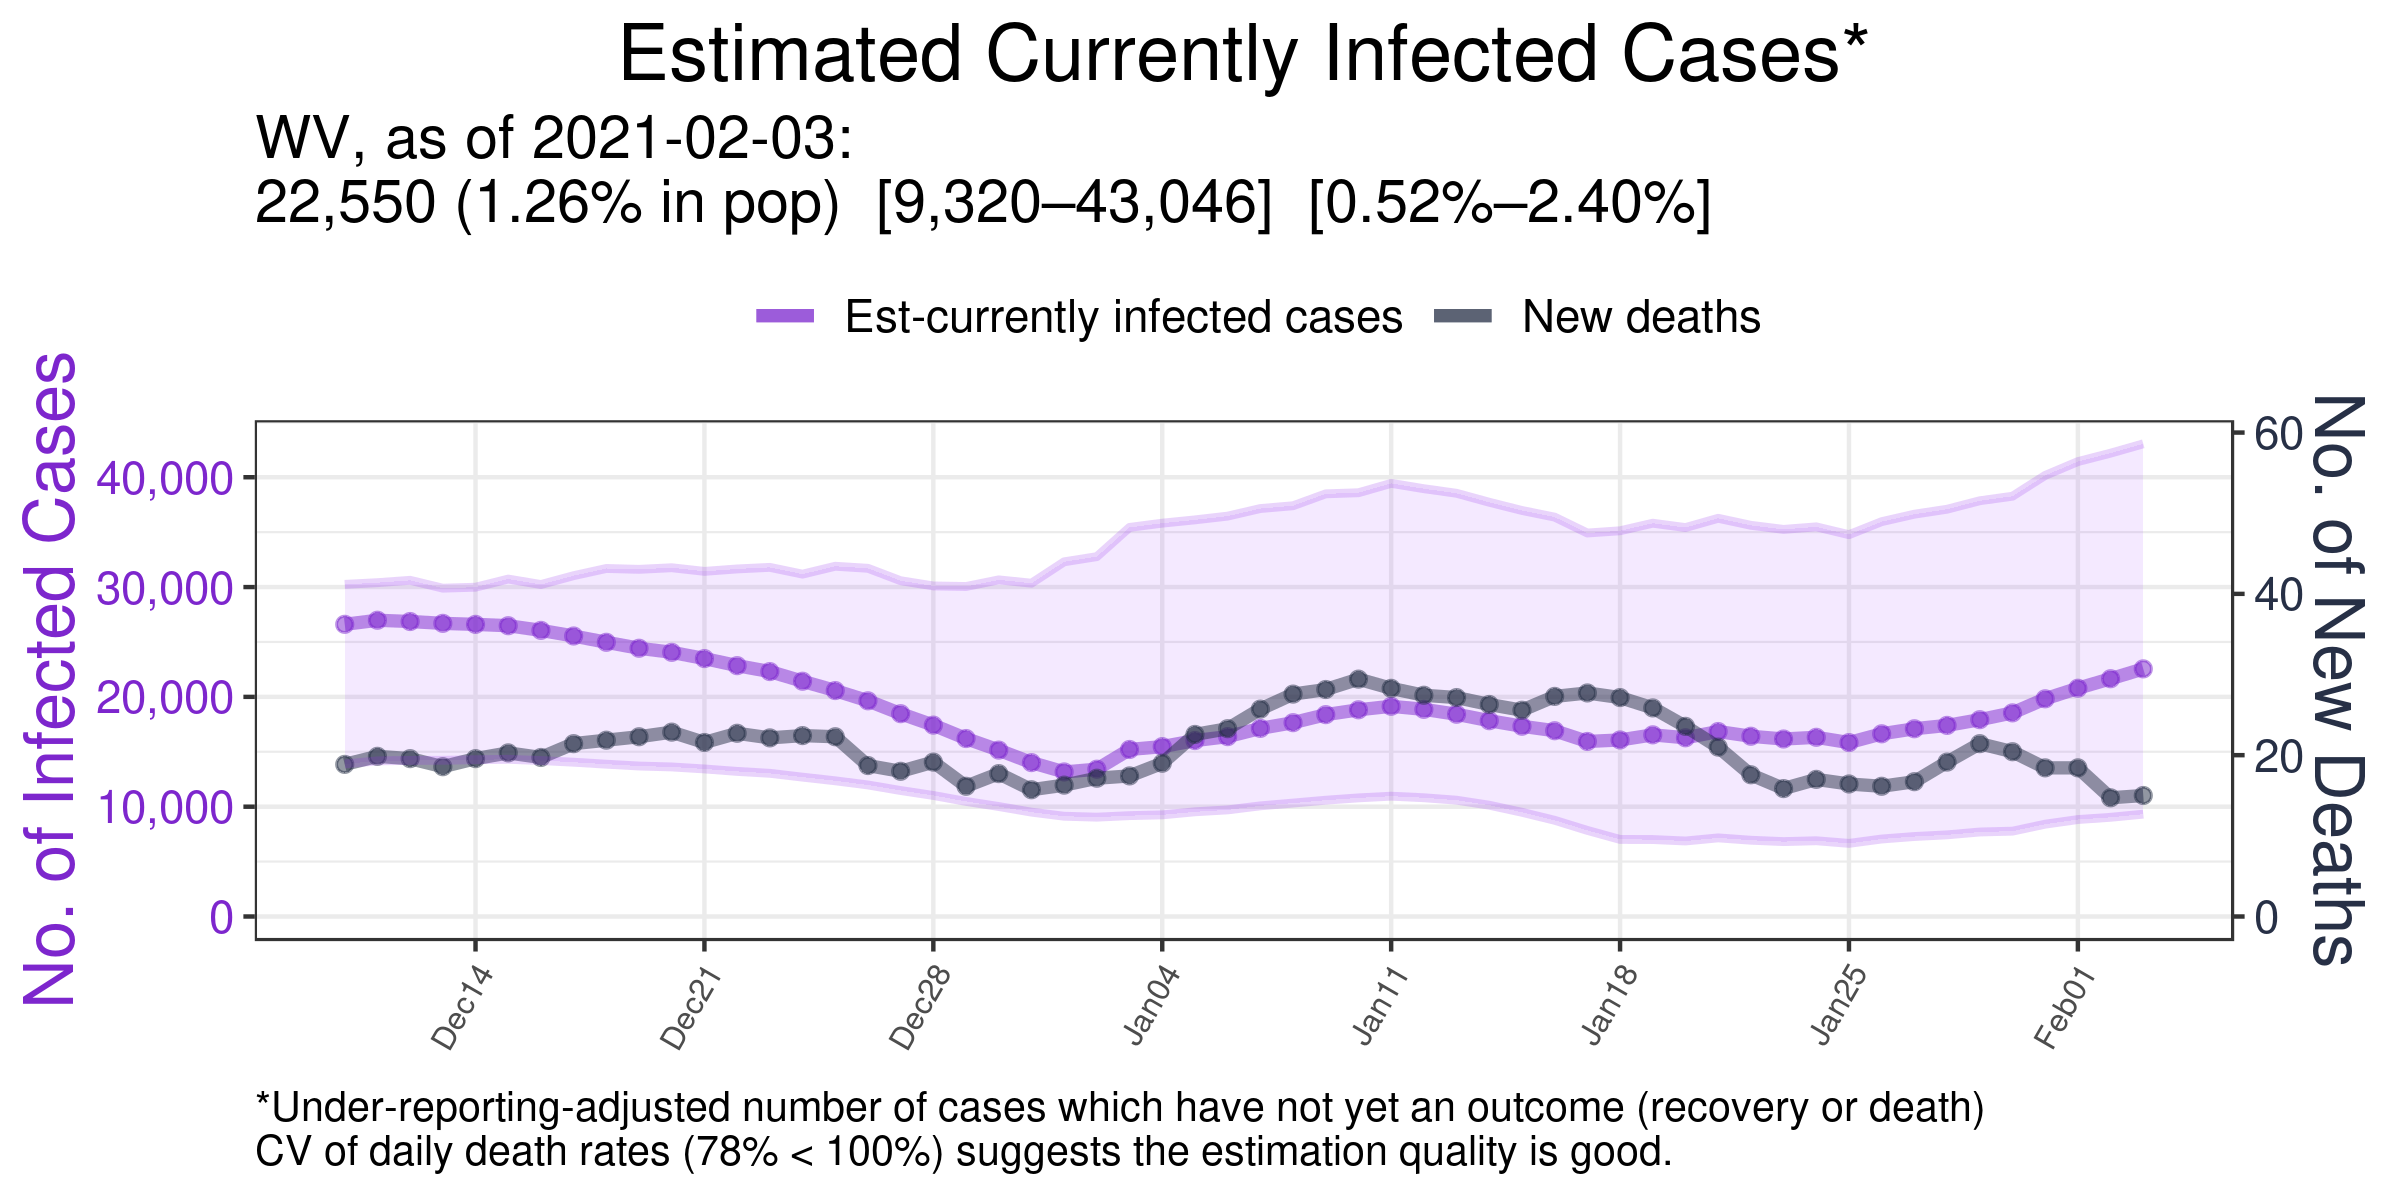 Estimated Currently Infected Cases*
WV, as of 2021-02-03:
22,550 (1.26% in pop)  [9,320–43,046]  [0.52%–2.40%]
Est-currently infected cases
New deaths
No. of Infected Cases
40,000
30,000
20,000
10,000
0
60
40
20
0
No. of New Deaths
Dec14
Dec21
Dec28
Jan04
Jan11
Jan18
Jan25
Feb01
*Under-reporting-adjusted number of cases which have not yet an outcome (recovery or death)
CV of daily death rates (78% < 100%) suggests the estimation quality is good.